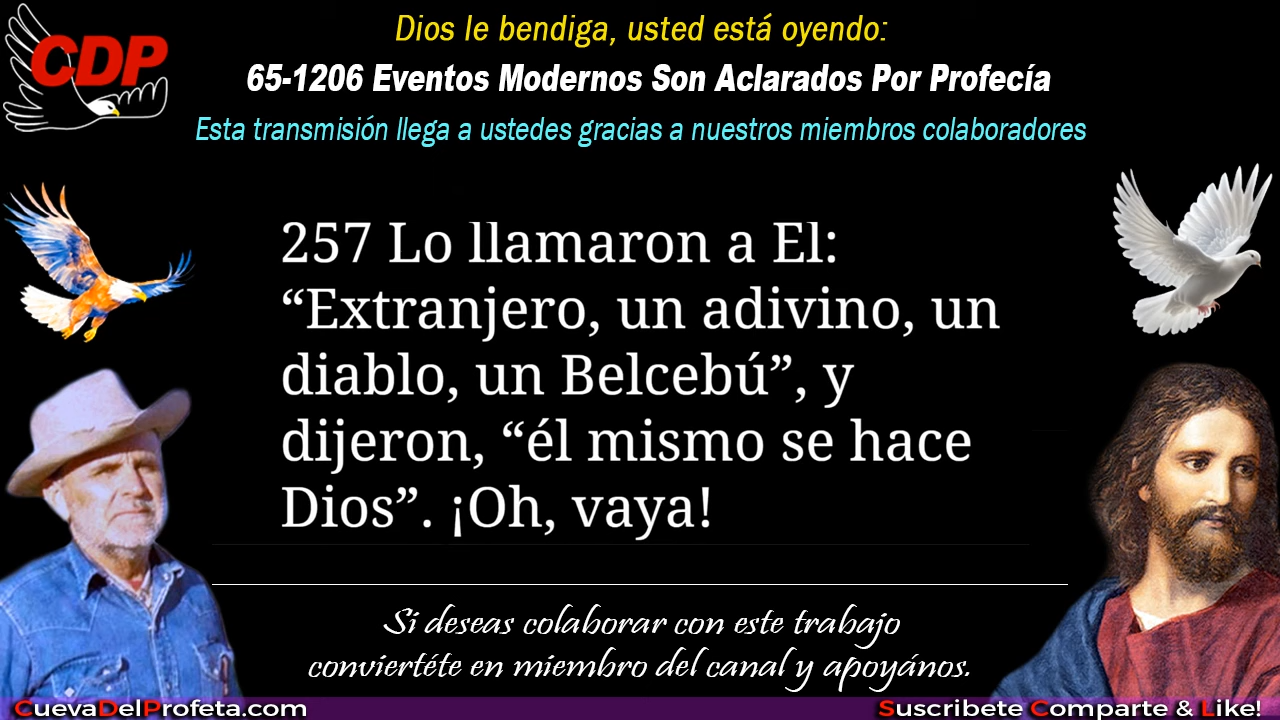 CDP
Dios le bendiga, usted está oyendo:
65-1206 Eventos Modernos Son Aclarados Por Profecía
Esta transmisión llega a ustedes gracias a nuestros miembros colaboradores
257 Lo llamaron a El:
“Extranjero, un adivino, un
diablo, un Belcebú”, y
dijeron, “él mismo se hace
Dios”. ¡Oh, vaya!
Si deseas colaborar con este trabajo
conviertéte en miembro del canal y apoyános.
CuevaDelProfeta.com
Suscribete Comparte & Like!